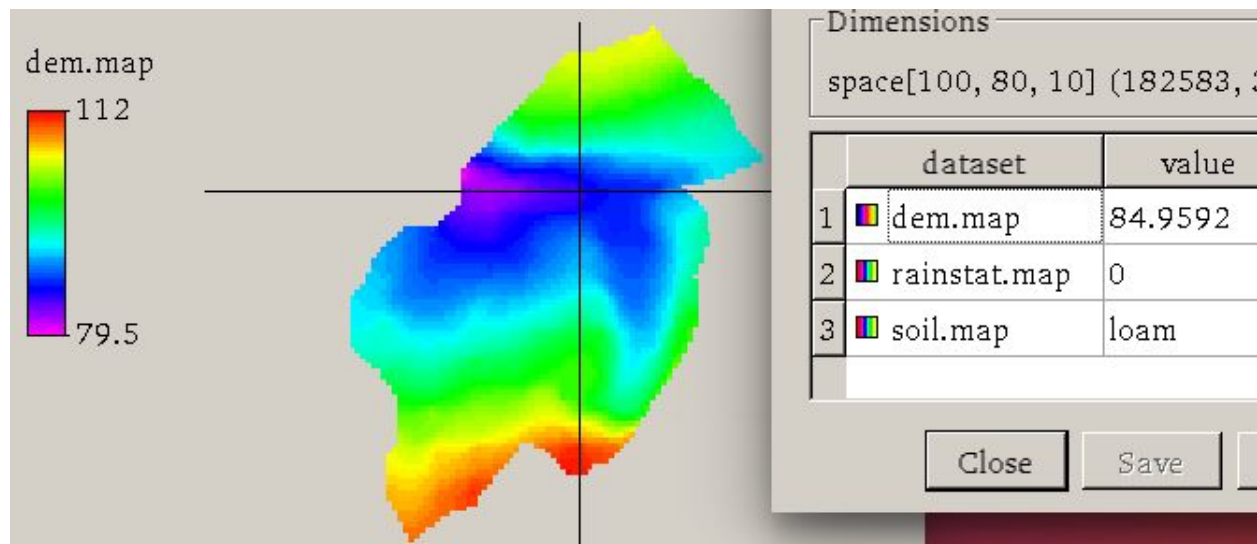 dem.map
112
79.5
Dimensions
space[100, 80, 10] (182583,
dataset value
1 dem.map 84.9592
2 rainstat.map 0
3 soil.map loam
Close Save